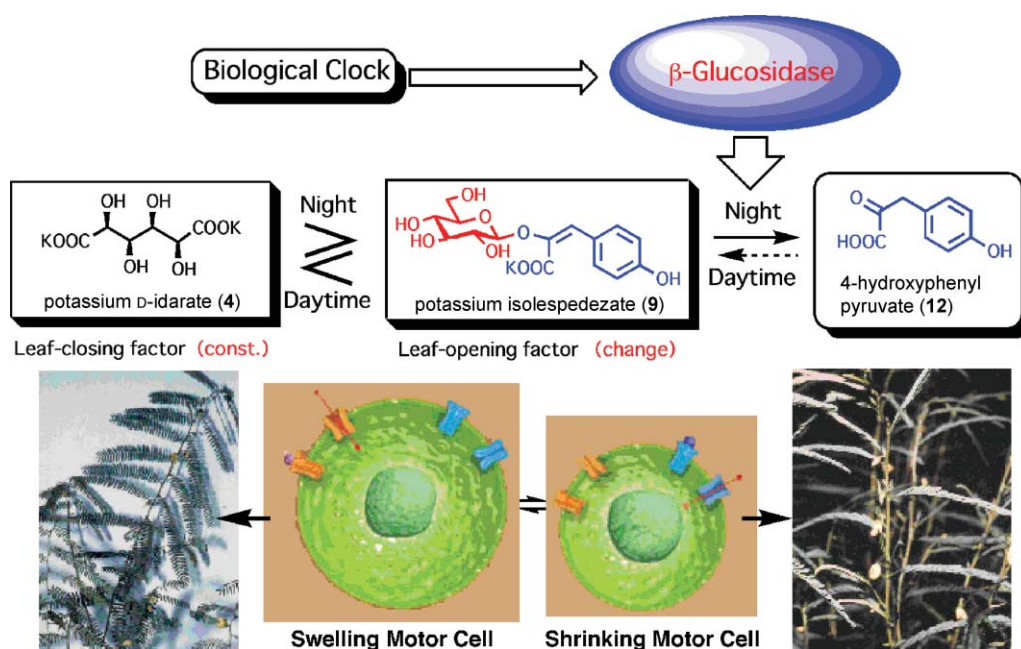 Biological Clock
β-Glucosidase
OH
OH
KOOC
COOK
OH
OH
potassium D-idarate (4)
Night
Daytime
OH
HO
HO
OH
O
O
KOOC
OH
potassium isolespedezate (9)
Night
Daytime
O
HOOC
OH
4-hydroxyphenyl
pyruvate (12)
Leaf-closing factor (const.)
Leaf-opening factor (change)
Swelling Motor Cell
Shrinking Motor Cell